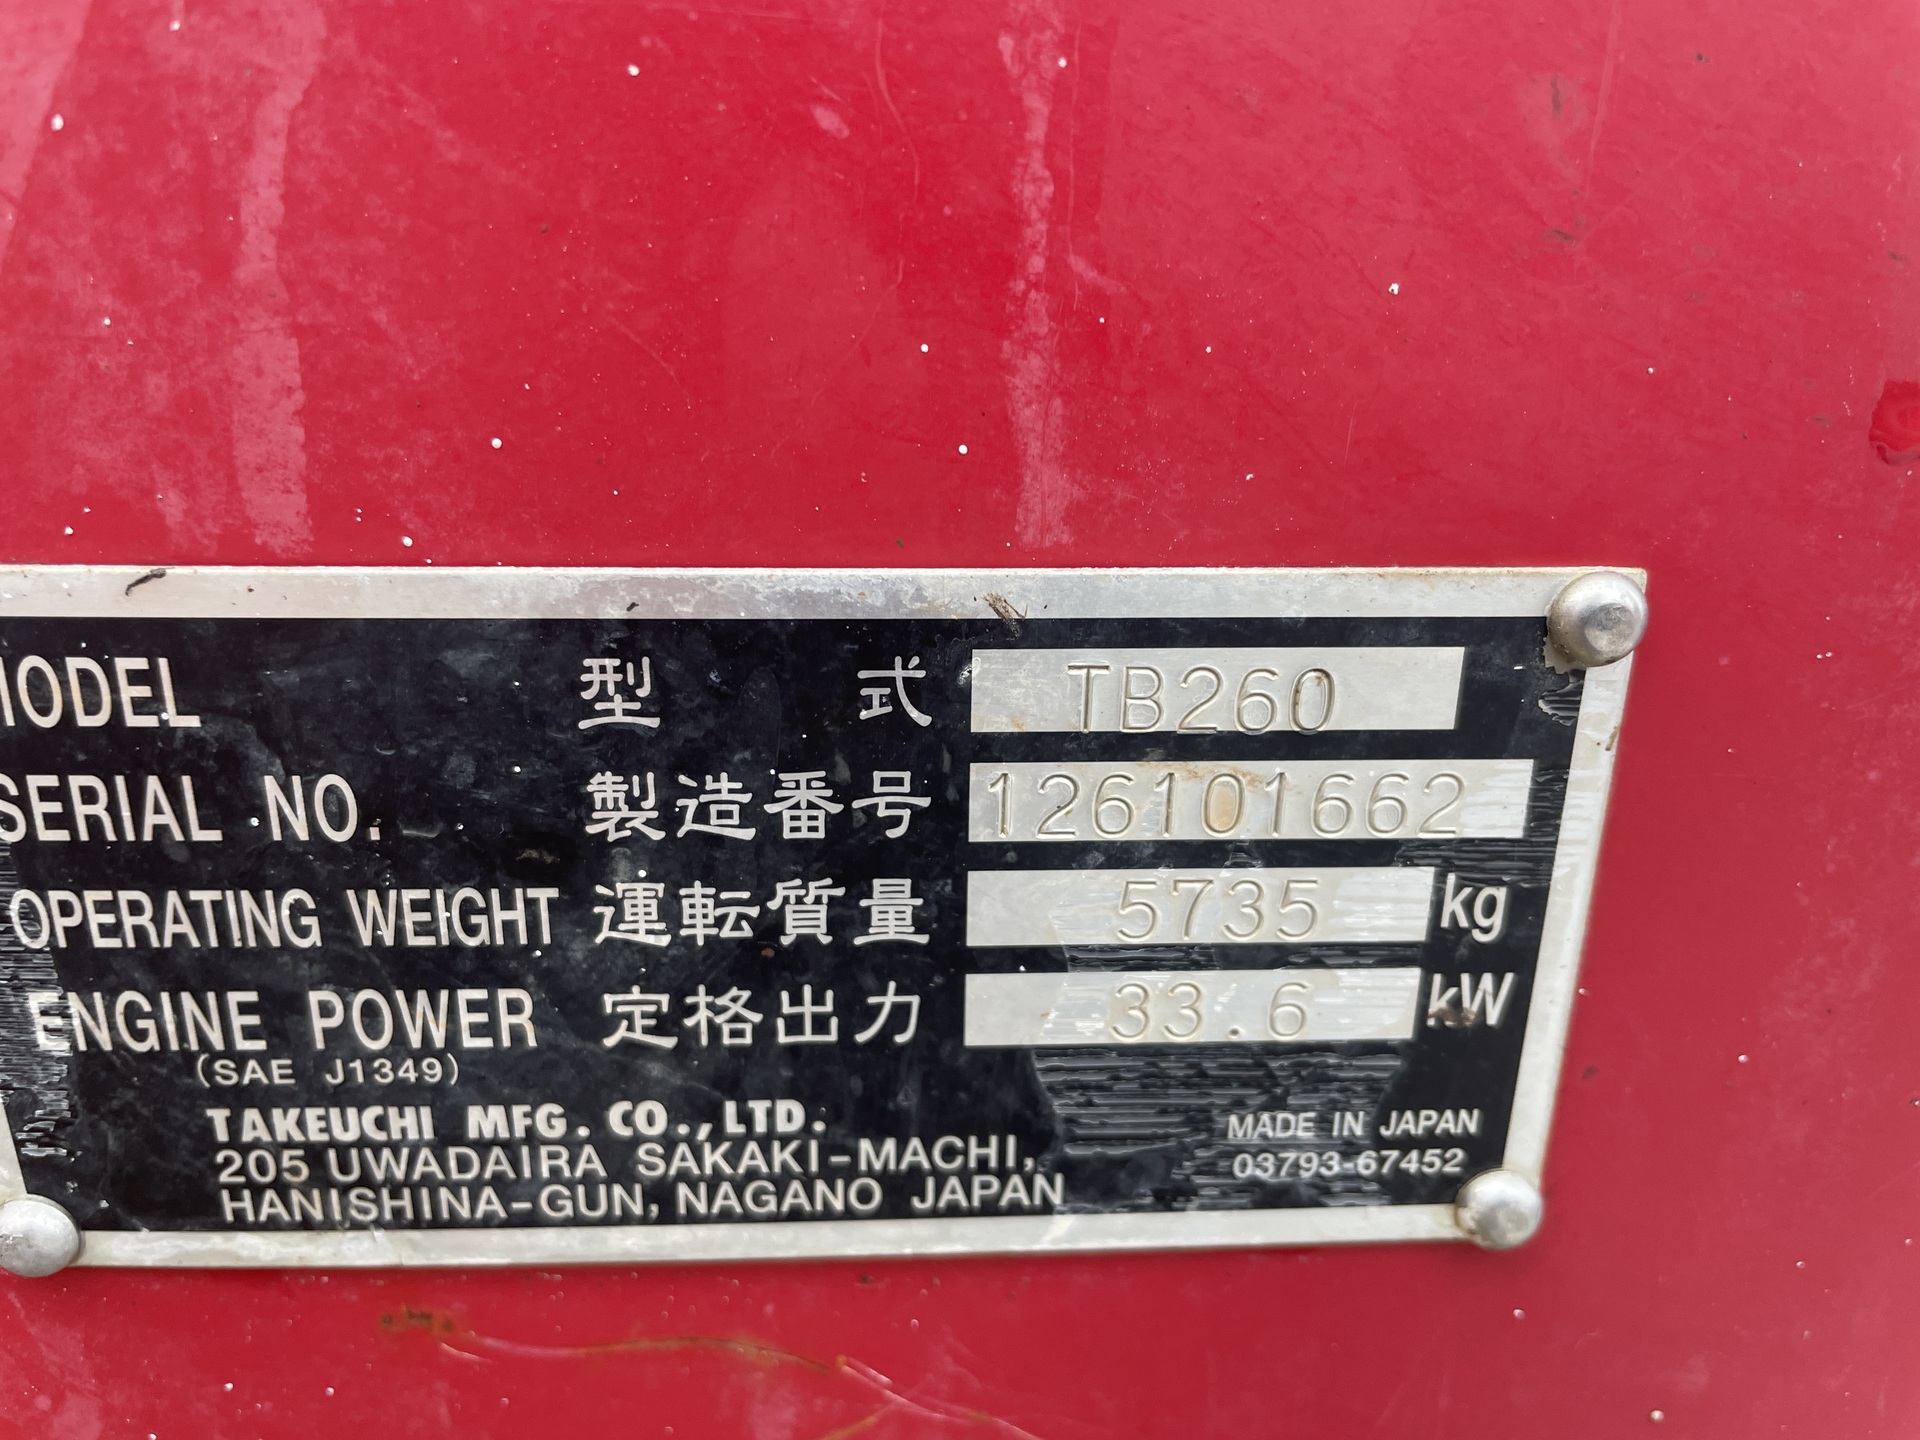 MODEL 型式 TB260
SERIAL NO. 製造番号 126101662
OPERATING WEIGHT 運転質量 5735 kg
ENGINE POWER 定格出力 33.6 kW
(SAE J1349)
TAKEUCHI MFG. CO.,LTD.
205 UWADAIRA SAKAKI-MACHI,
HANISHINA-GUN, NAGANO JAPAN
MADE IN JAPAN
03793-67452